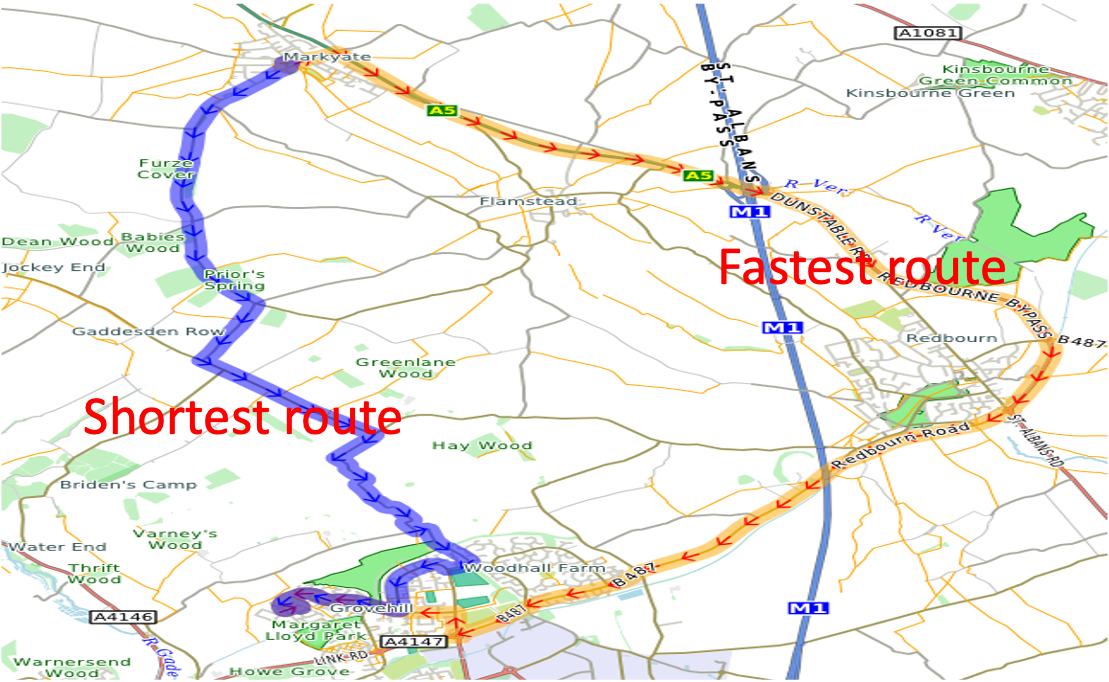 A1081
Markyate
Kinsbourne
Green Common
Kinsbourne Green
ST ALBANS
BY-PASS
A5
Furze
Cover
A5
R Ver
M1
Flamstead
DUNSTABLE RD
R Ver
Dean Wood
Babies
Wood
Jockey End
Prior's
Spring
Fastest route
REDBOURNE BYPASS
Gaddesden Row
M1
Redbourn
B487
Greenlane
Wood
Shortest route
Hay Wood
Redbourn Road
ST ALBANS RD
Briden's Camp
Varney's
Wood
Water End
Thrift
Wood
Woodhall Farm
B487
A4146
Grovehill
M1
B487
Margaret
Lloyd Park
A4147
R Gade
LINK RD
Warnersend
Wood
Howe Grove